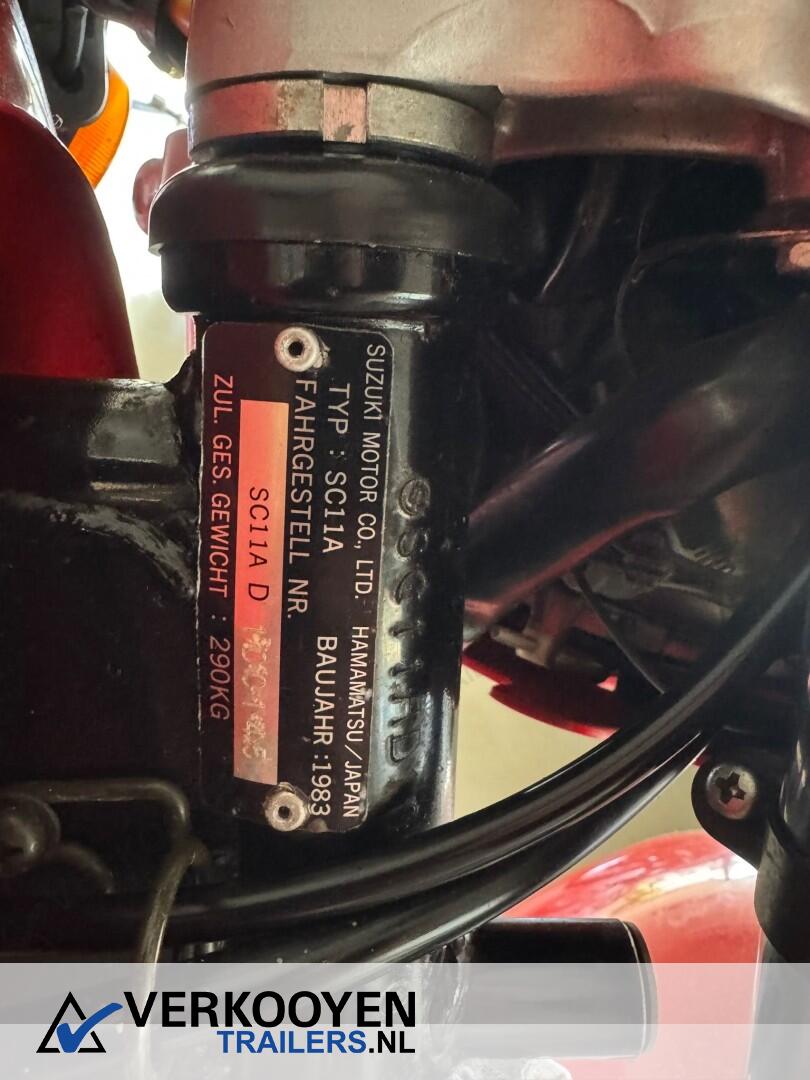 SUZUKI MOTOR CO., LTD. HAMAMATSU/JAPAN
TYP : SC11A BAUJAHR :1983
FAHRGESTELL NR.
SC11A D
ZUL. GES. GEWICHT : 290KG
SC11AD
VERKOOYEN
TRAILERS.NL